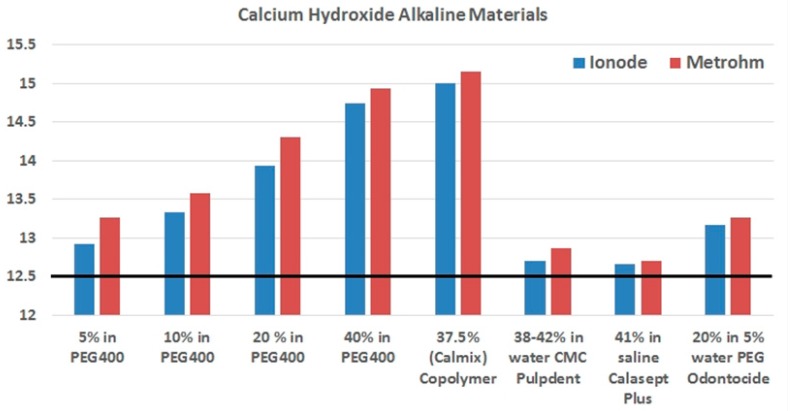 Calcium Hydroxide Alkaline Materials
Ionode Metrohm
15.5
15
14.5
14
13.5
13
12.5
12
5% in
PEG400
10% in
PEG400
20 % in
PEG400
40% in
PEG400
37.5%
(Calmix)
Copolymer
38-42% in
water CMC
Pulpdent
41% in
saline
Calasept
Plus
20% in 5%
water PEG
Odontocide